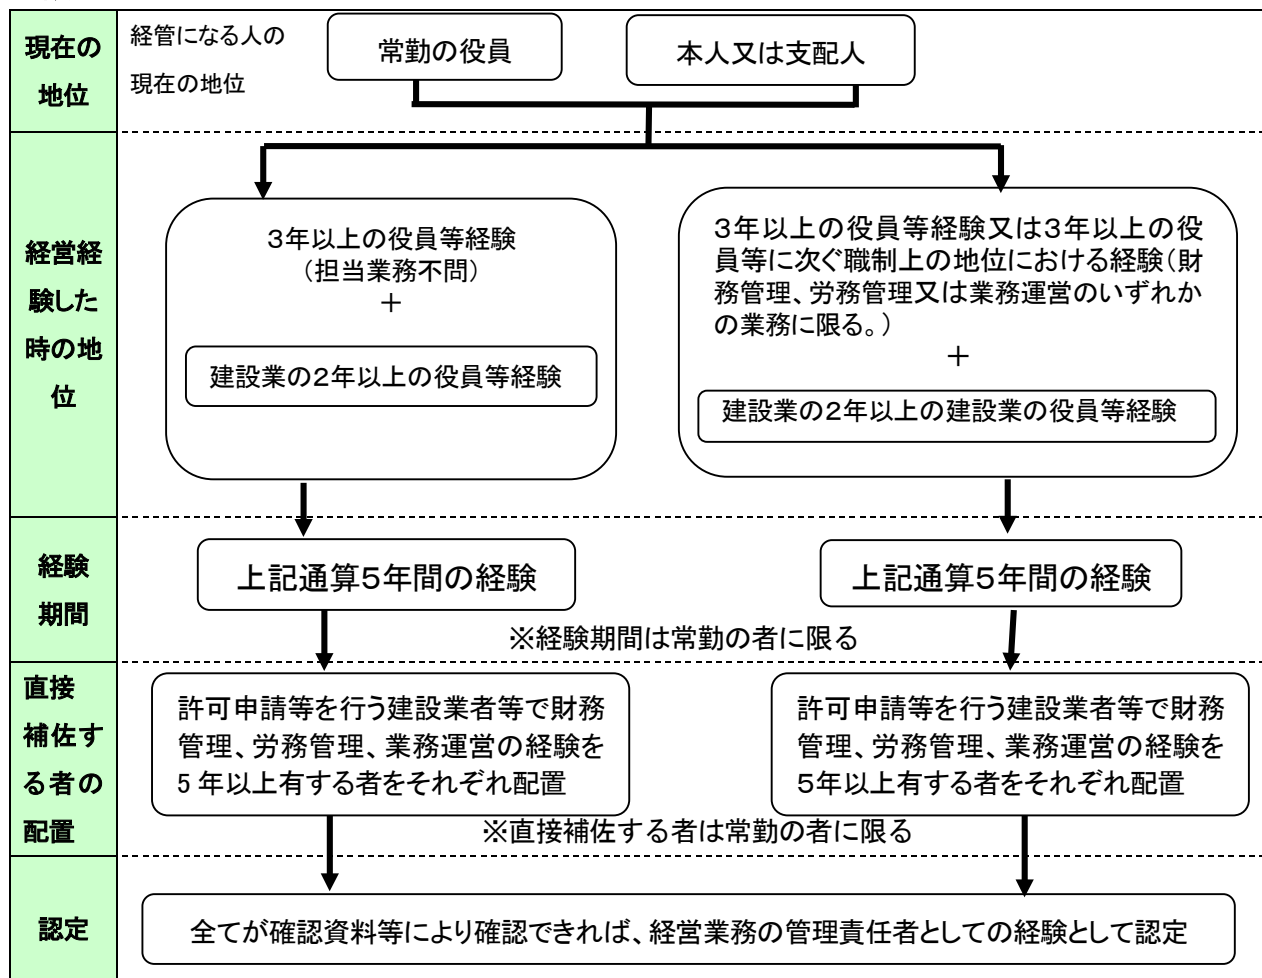 現在の
地位
経管になる人の
現在の地位
常勤の役員
本人又は支配人
経営経
験した
時の地
位
３年以上の役員等経験
（担当業務不問）
＋
建設業の２年以上の役員等経験
３年以上の役員等経験又は３年以上の役
員等に次ぐ職制上の地位における経験（財
務管理、労務管理又は業務運営のいずれか
の業務に限る。）
＋
建設業の２年以上の建設業の役員等経験
経験
期間
上記通算５年間の経験
上記通算５年間の経験
※経験期間は常勤の者に限る
直接
補佐す
る者の
配置
許可申請等を行う建設業者等で財務
管理、労務管理、業務運営の経験を
5 年以上有する者をそれぞれ配置
許可申請等を行う建設業者等で財務
管理、労務管理、業務運営の経験を
５年以上有する者をそれぞれ配置
※直接補佐する者は常勤の者に限る
認定
全てが確認資料等により確認できれば、経営業務の管理責任者としての経験として認定